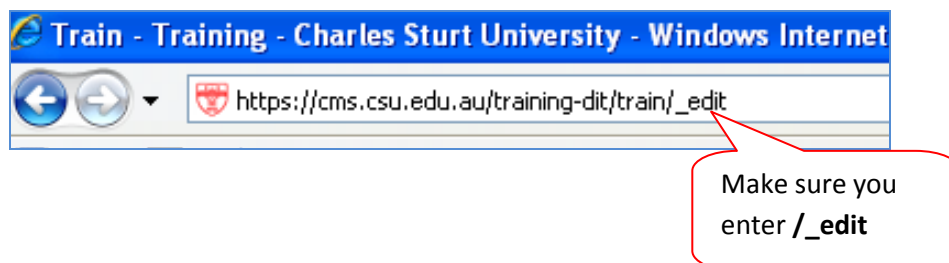 Train - Training - Charles Sturt University - Windows Internet
https://cms.csu.edu.au/training-dit/train/_edit
Make sure you
enter /_edit